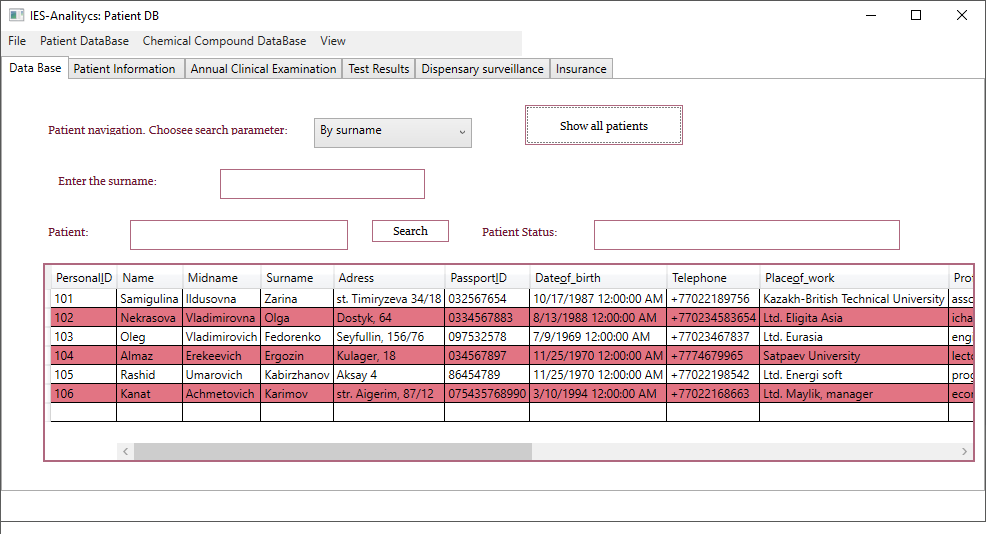 IES-Analitycs: Patient DB
File Patient DataBase Chemical Compound DataBase View
Data Base Patient Information Annual Clinical Examination Test Results Dispensary surveillance Insurance
Patient navigation. Choosee search parameter: By surname Show all patients
Enter the surname:
Patient: Search Patient Status:
PersonalID Name Midname Surname Adress PassportID Dateof_birth Telephone Placeof_work Pro
101 Samigulina Ildusovna Zarina st. Timiryzeva 34/18 032567654 10/17/1987 12:00:00 AM +77022189756 Kazakh-British Technical University asso
102 Nekrasova Vladimirovna Olga Dostyk, 64 0334567883 8/13/1988 12:00:00 AM +770234583654 Ltd. Eligita Asia icha
103 Oleg Vladimirovich Fedorenko Seyfullin, 156/76 097532578 7/9/1969 12:00:00 AM +77023467837 Ltd. Eurasia eng
104 Almaz Erekeevich Ergozin Kulager, 18 034567897 11/25/1970 12:00:00 AM +7774679965 Satpaev University lecto
105 Rashid Umarovich Kabirzhanov Aksay 4 86454789 11/25/1970 12:00:00 AM +77022198542 Ltd. Energi soft prog
106 Kanat Achmetovich Karimov str. Aigerim, 87/12 075435768990 3/10/1994 12:00:00 AM +77022168663 Ltd. Maylik, manager econ